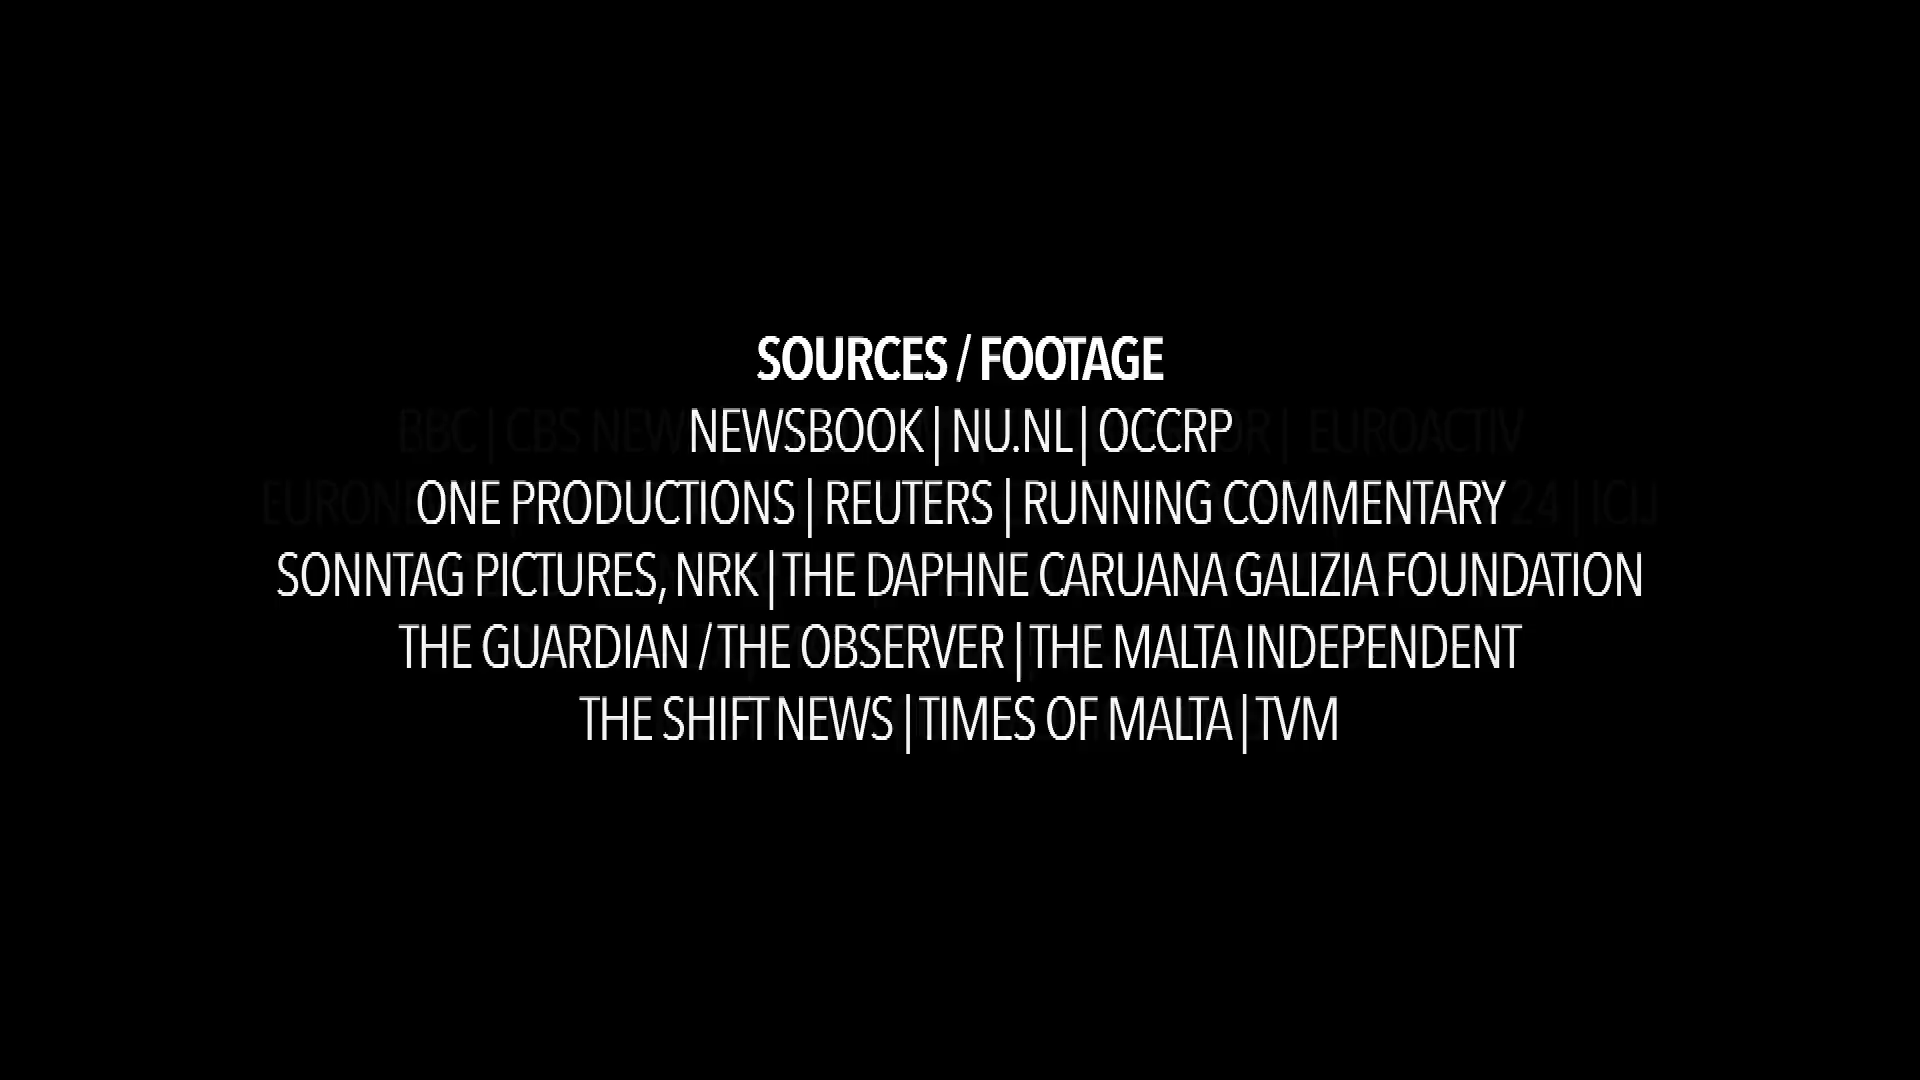 SOURCES / FOOTAGE
NEWSBOOK | NU.NL | OCCRP
ONE PRODUCTIONS | REUTERS | RUNNING COMMENTARY
SONNTAG PICTURES, NRK | THE DAPHNE CARUANA GALIZIA FOUNDATION
THE GUARDIAN / THE OBSERVER | THE MALTA INDEPENDENT
THE SHIFT NEWS | TIMES OF MALTA | TVM